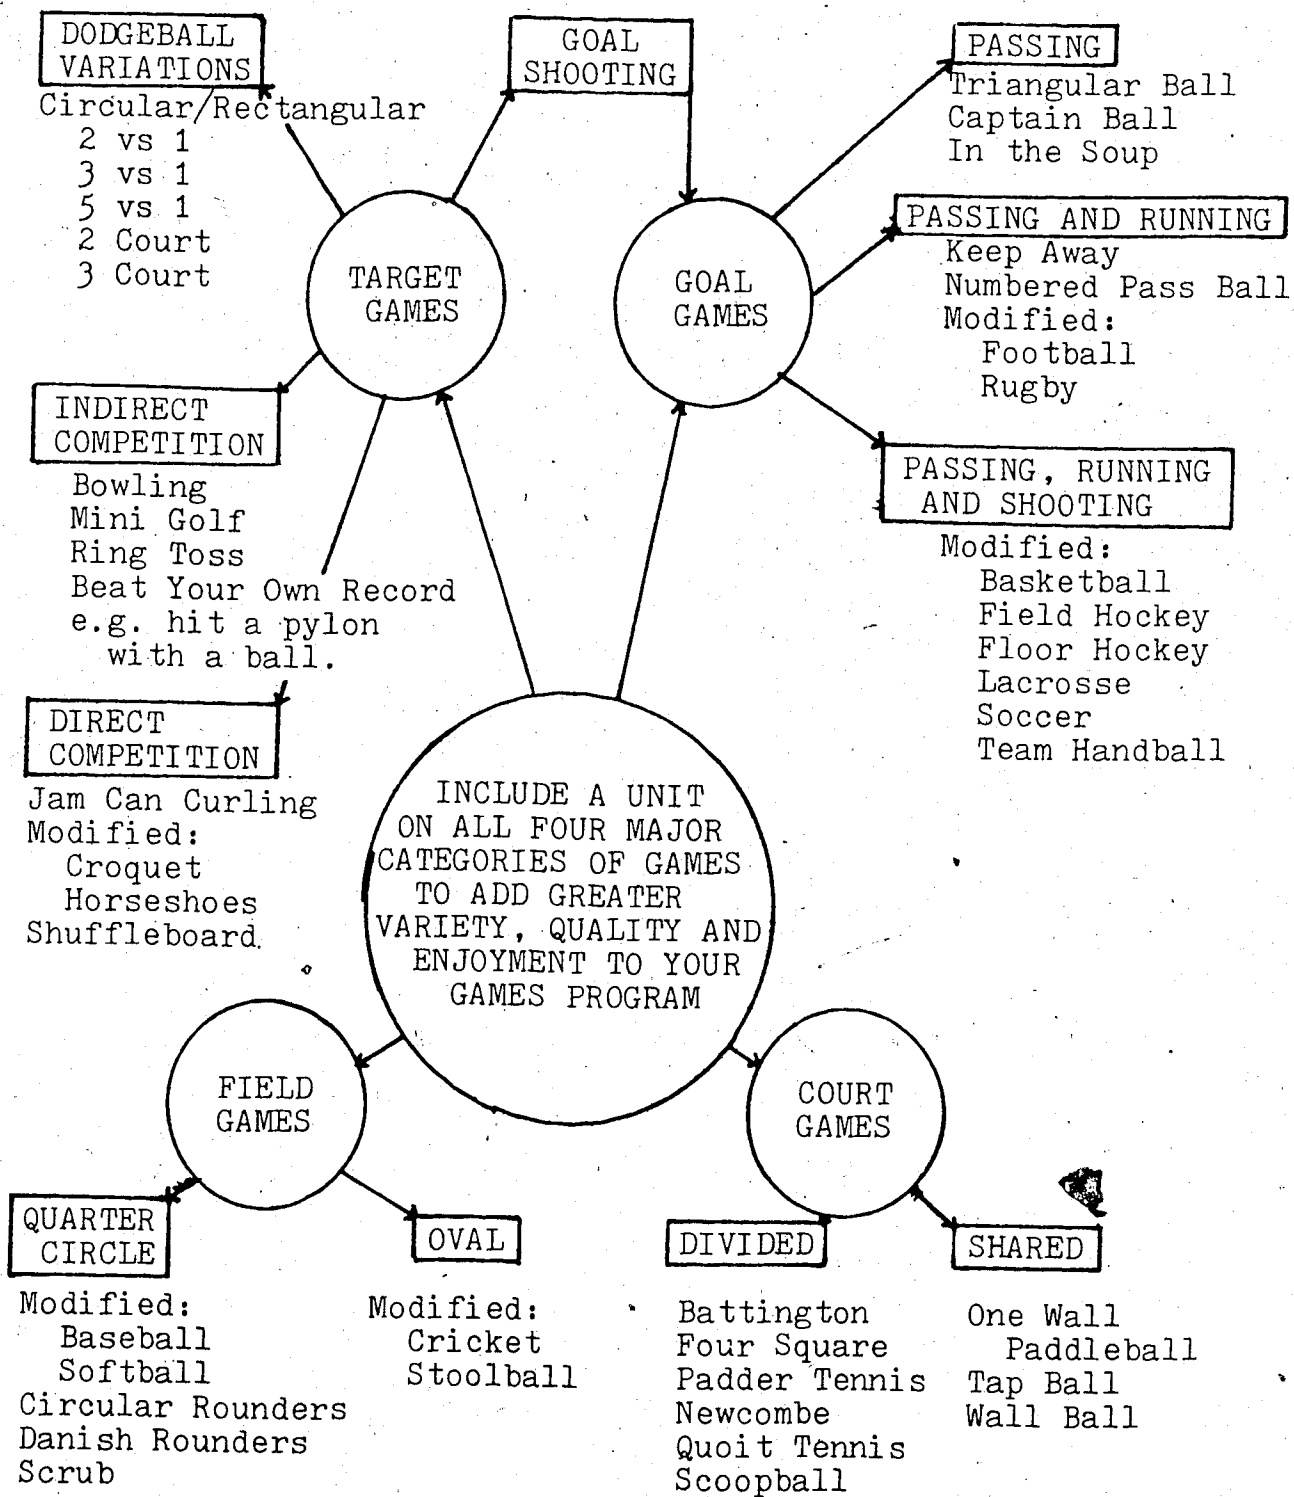 DODGEBALL
VARIATIONS
Circular/Rectangular
2 vs 1
3 vs 1
5 vs 1
2 Court
3 Court
GOAL
SHOOTING
PASSING
Triangular Ball
Captain Ball
In the Soup
TARGET
GAMES
GOAL
GAMES
PASSING AND RUNNING
Keep Away
Numbered Pass Ball
Modified:
Football
Rugby
INDIRECT
COMPETITION
Bowling
Mini Golf
Ring Toss
Beat Your Own Record
e.g. hit a pylon
with a ball.
PASSING, RUNNING
AND SHOOTING
Modified:
Basketball
Field Hockey
Floor Hockey
Lacrosse
Soccer
Team Handball
DIRECT
COMPETITION
Jam Can Curling
Modified:
Croquet
Horseshoes
Shuffleboard.
INCLUDE A UNIT
ON ALL FOUR MAJOR
CATEGORIES OF GAMES
TO ADD GREATER
VARIETY, QUALITY AND
ENJOYMENT TO YOUR
GAMES PROGRAM
FIELD
GAMES
COURT
GAMES
QUARTER
CIRCLE
Modified:
Baseball
Softball
Circular Rounders
Danish Rounders
Scrub
OVAL
Modified:
Cricket
Stoolball
DIVIDED
Battington
Four Square
Padder Tennis
Newcombe
Quoit Tennis
Scoopball
SHARED
One Wall
Paddleball
Tap Ball
Wall Ball